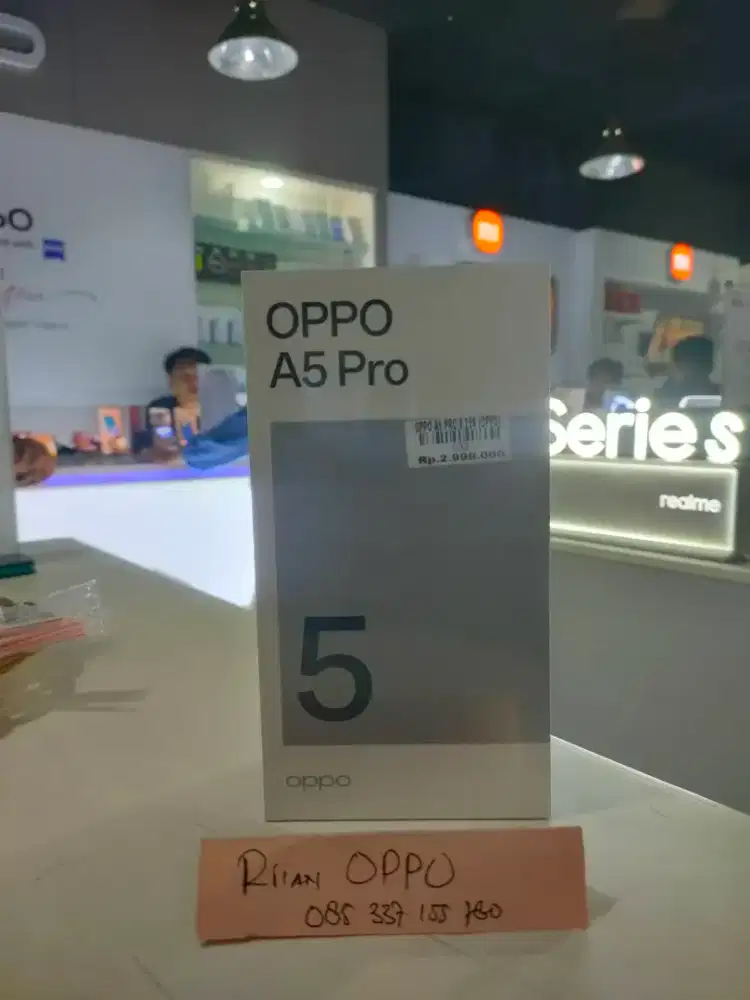 OPPO
A5 Pro
Rp.2.999.000
5
oppo
Series
realme
RIIAN OPPO
085 337 155 780